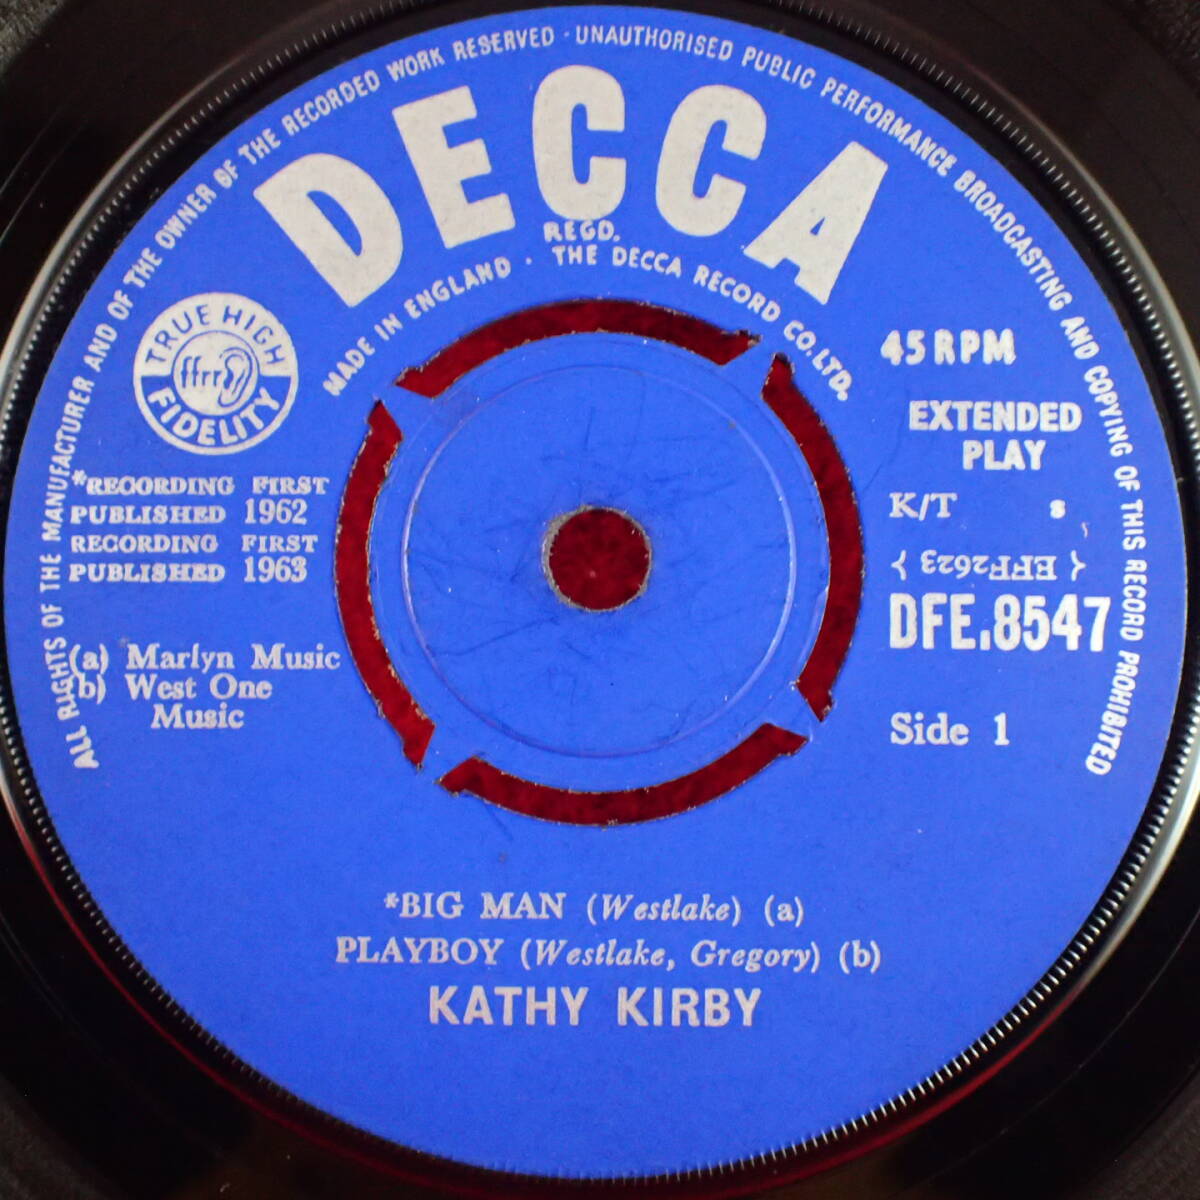 ALL RIGHTS OF THE MANUFACTURER AND OF THE OWNER OF THE RECORDED WORK RESERVED · UNAUTHORISED PUBLIC PERFORMANCE BROADCASTING AND COPYING OF THIS RECORD PROHIBITED
DECCA
REGD.
MADE IN ENGLAND · THE DECCA RECORD CO. LTD.
TRUE HIGH
ffrr
FIDELITY
45 RPM
EXTENDED
PLAY
*RECORDING FIRST
PUBLISHED 1962
RECORDING FIRST
PUBLISHED 1963
K/T s
{ EFF2623 }
DFE.8547
(a) Marlyn Music
(b) West One
Music
Side 1
*BIG MAN (Westlake) (a)
PLAYBOY (Westlake, Gregory) (b)
KATHY KIRBY